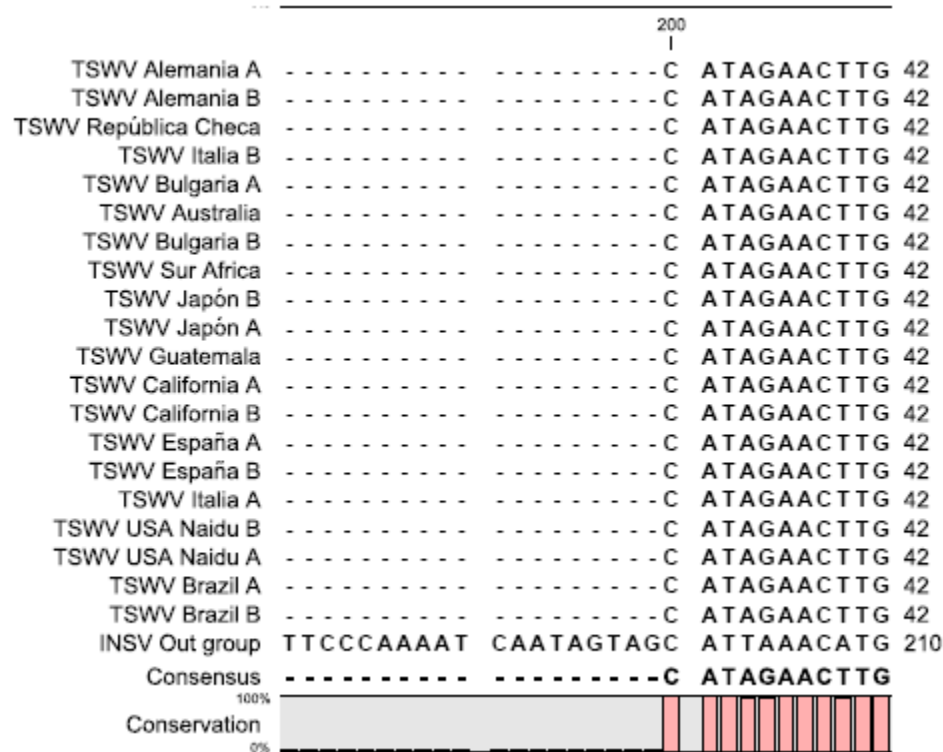 200
TSWV Alemania A - - - - - - - - - - - - - - - - - - - C ATAGAACTTG 42
TSWV Alemania B - - - - - - - - - - - - - - - - - - - C ATAGAACTTG 42
TSWV República Checa - - - - - - - - - - - - - - - - - - - C ATAGAACTTG 42
TSWV Italia B - - - - - - - - - - - - - - - - - - - C ATAGAACTTG 42
TSWV Bulgaria A - - - - - - - - - - - - - - - - - - - C ATAGAACTTG 42
TSWV Australia - - - - - - - - - - - - - - - - - - - C ATAGAACTTG 42
TSWV Bulgaria B - - - - - - - - - - - - - - - - - - - C ATAGAACTTG 42
TSWV Sur Africa - - - - - - - - - - - - - - - - - - - C ATAGAACTTG 42
TSWV Japón B - - - - - - - - - - - - - - - - - - - C ATAGAACTTG 42
TSWV Japón A - - - - - - - - - - - - - - - - - - - C ATAGAACTTG 42
TSWV Guatemala - - - - - - - - - - - - - - - - - - - C ATAGAACTTG 42
TSWV California A - - - - - - - - - - - - - - - - - - - C ATAGAACTTG 42
TSWV California B - - - - - - - - - - - - - - - - - - - C ATAGAACTTG 42
TSWV España A - - - - - - - - - - - - - - - - - - - C ATAGAACTTG 42
TSWV España B - - - - - - - - - - - - - - - - - - - C ATAGAACTTG 42
TSWV Italia A - - - - - - - - - - - - - - - - - - - C ATAGAACTTG 42
TSWV USA Naidu B - - - - - - - - - - - - - - - - - - - C ATAGAACTTG 42
TSWV USA Naidu A - - - - - - - - - - - - - - - - - - - C ATAGAACTTG 42
TSWV Brazil A - - - - - - - - - - - - - - - - - - - C ATAGAACTTG 42
TSWV Brazil B - - - - - - - - - - - - - - - - - - - C ATAGAACTTG 42
INSV Out group TTCCCAAAAT CAATAGTAGC ATTAAACATG 210
Consensus - - - - - - - - - - - - - - - - - - - C ATAGAACTTG
100%
Conservation
0%